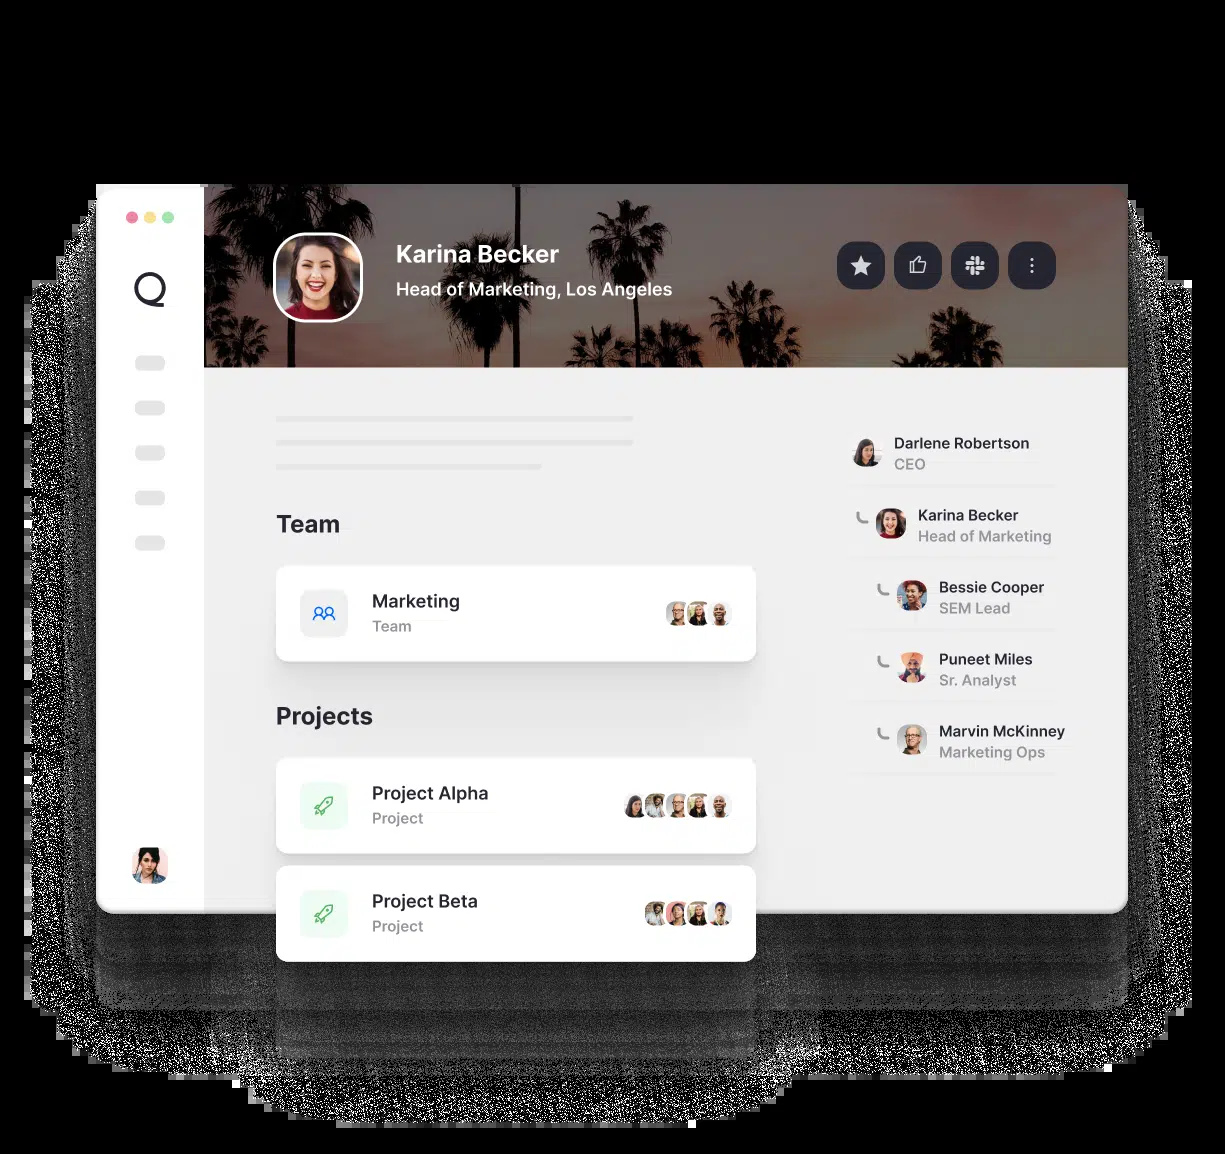 Karina Becker
Head of Marketing, Los Angeles
Team
Marketing
Team
Projects
Project Alpha
Project
Project Beta
Project
Darlene Robertson
CEO
Karina Becker
Head of Marketing
Bessie Cooper
SEM Lead
Puneet Miles
Sr. Analyst
Marvin McKinney
Marketing Ops